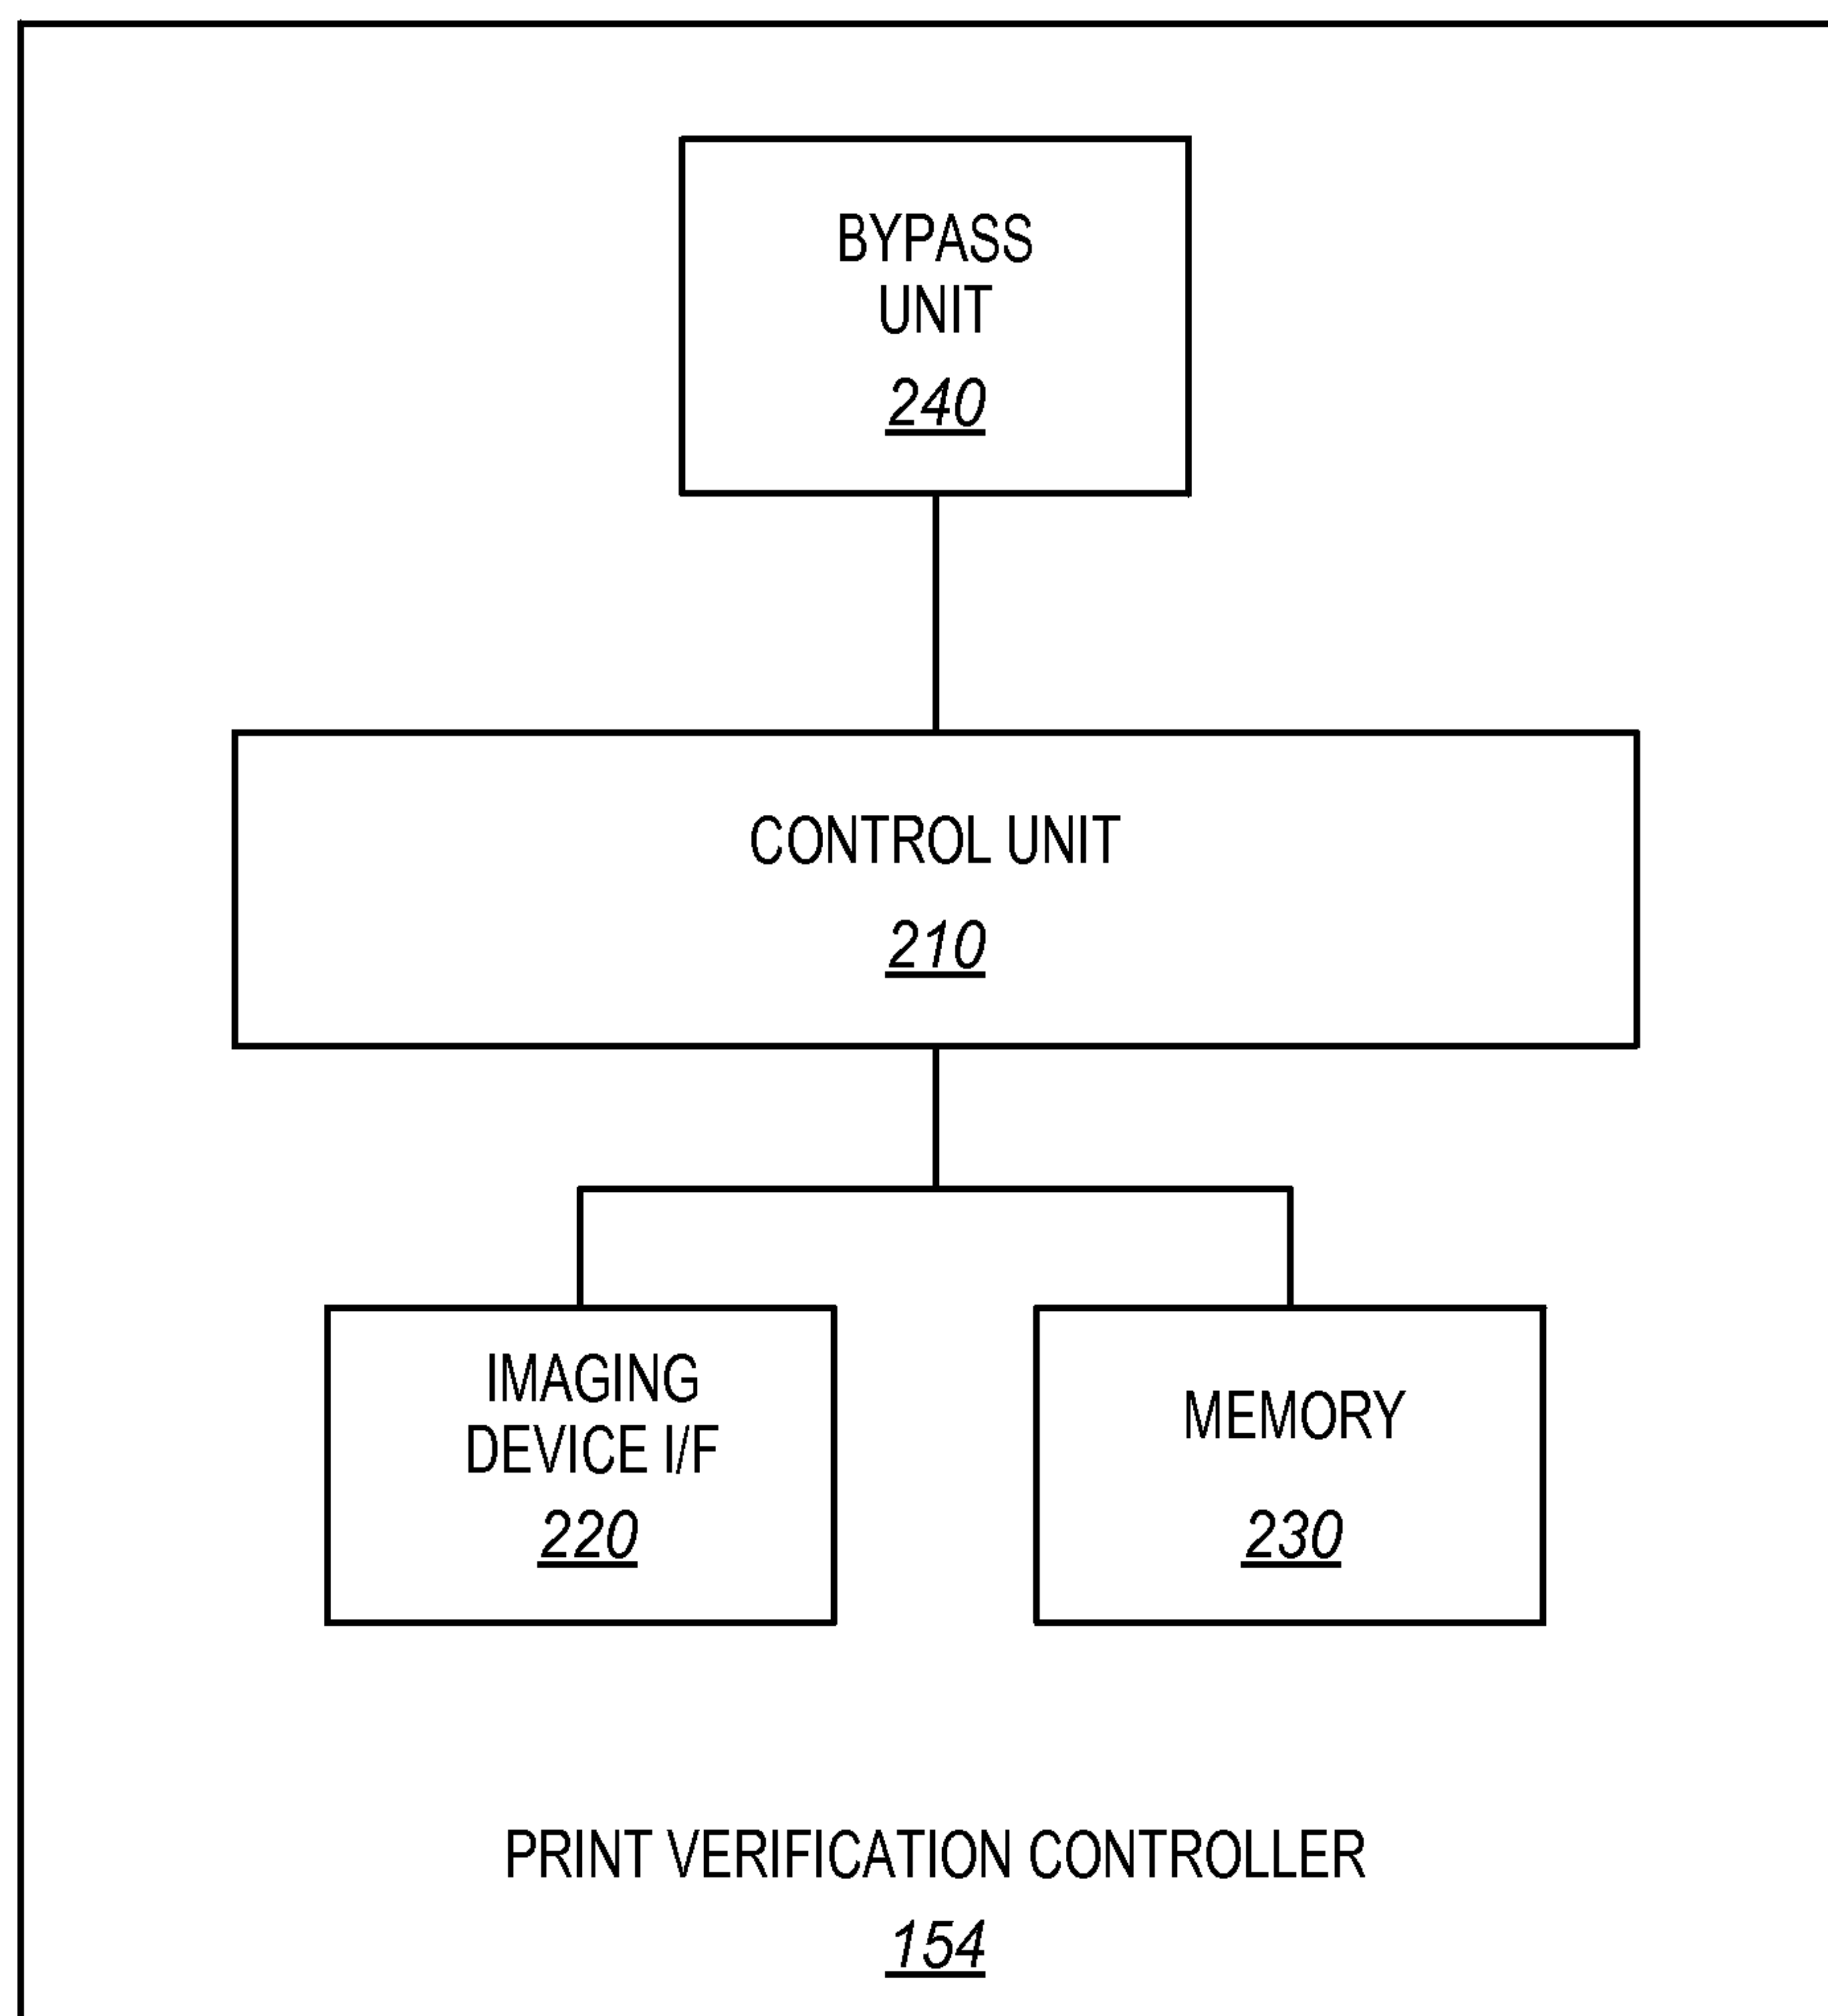 BYPASS
UNIT
240
CONTROL UNIT
210
IMAGING
DEVICE I/F
220
MEMORY
230
PRINT VERIFICATION CONTROLLER
154